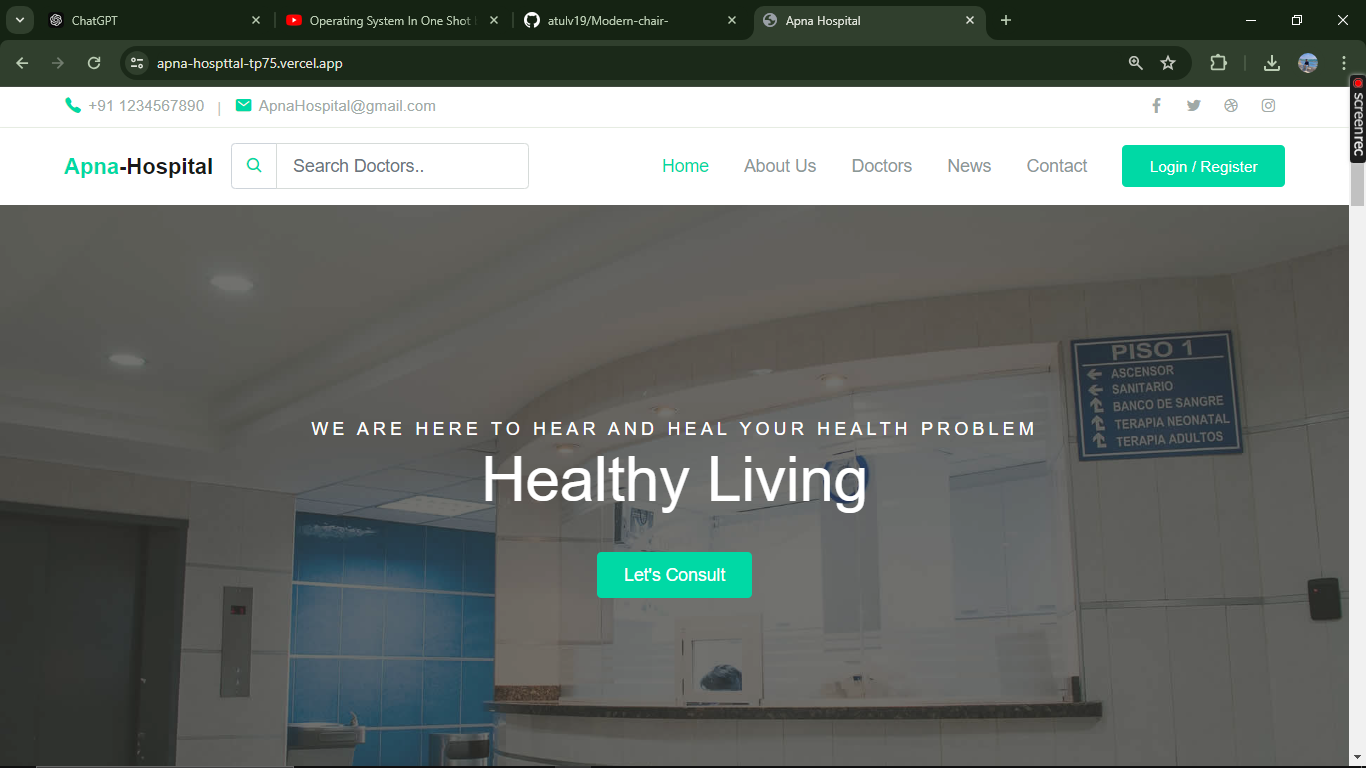 ChatGPT
Operating System In One Shot
atulv19/Modern-chair-
Apna Hospital
apna-hospttal-tp75.vercel.app
+91 1234567890 | ApnaHospital@gmail.com
Apna-Hospital
Search Doctors..
Home
About Us
Doctors
News
Contact
Login / Register
screenrec
PISO 1
ASCENSOR
SANITARIO
BANCO DE SANGRE
TERAPIA NEONATAL
TERAPIA ADULTOS
WE ARE HERE TO HEAR AND HEAL YOUR HEALTH PROBLEM
Healthy Living
Let's Consult